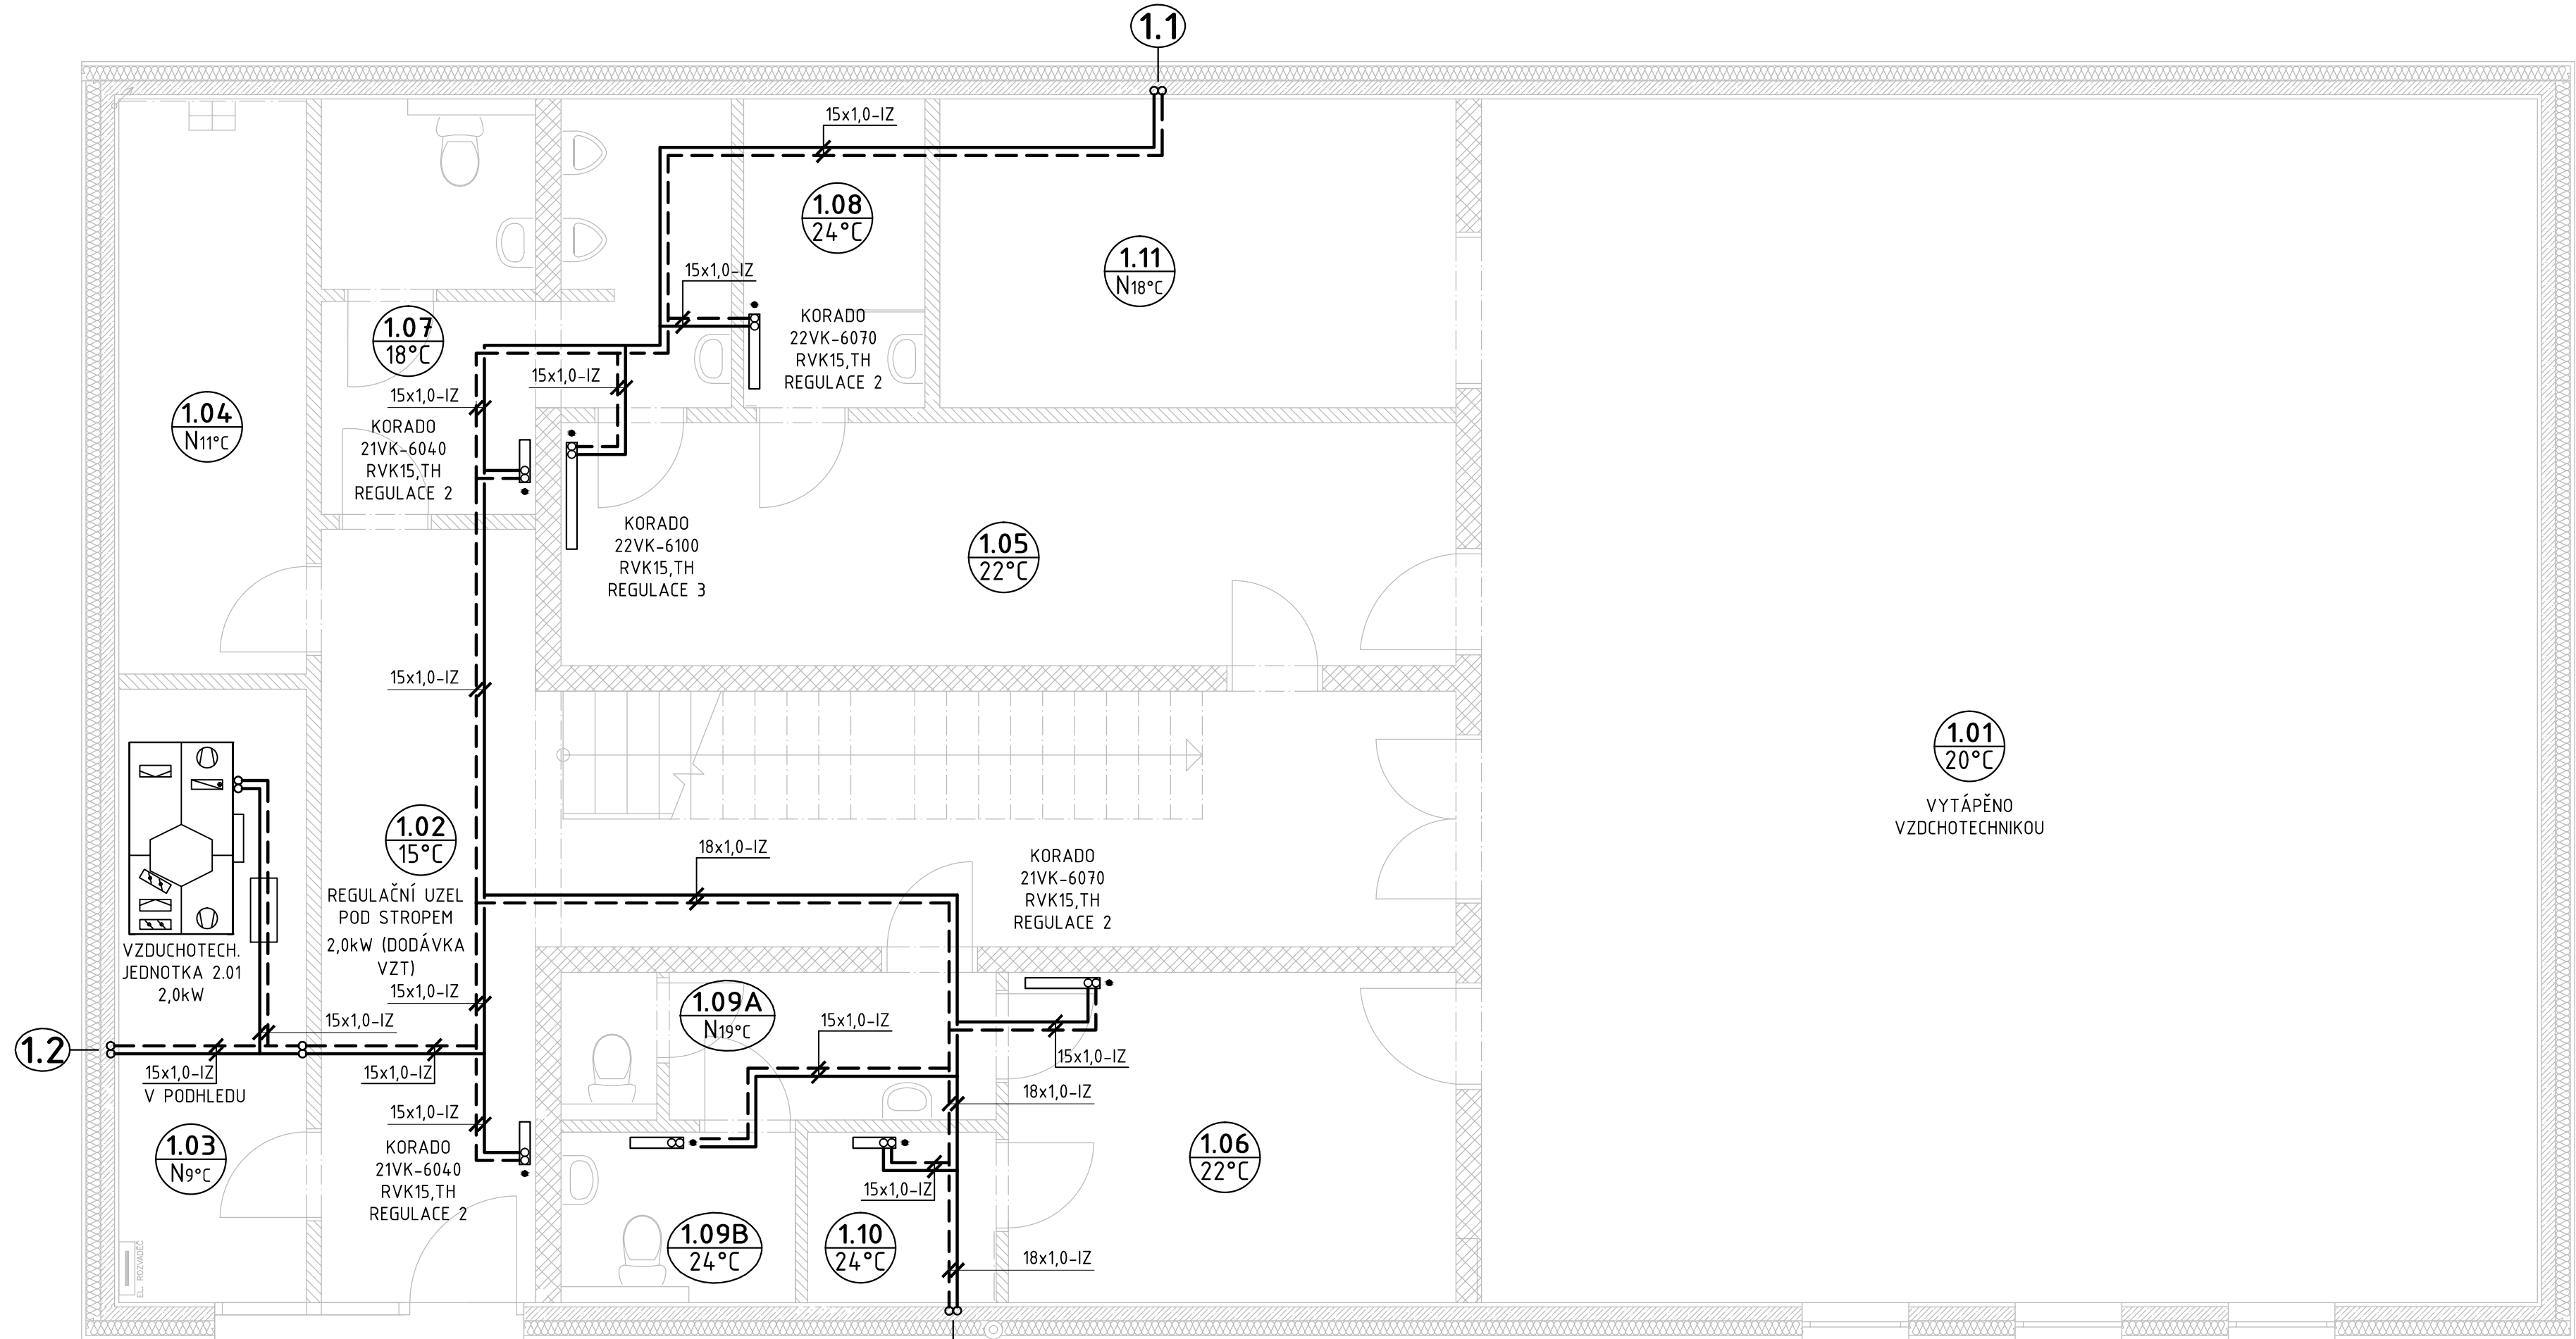 1.1
15x1,0-IZ
1.08
24°C
1.11
N18°C
15x1,0-IZ
KORADO
22VK-6070
RVK15,TH
REGULACE 2
1.07
18°C
15x1,0-IZ
15x1,0-IZ
1.04
N11°C
KORADO
21VK-6040
RVK15,TH
REGULACE 2
KORADO
22VK-6100
RVK15,TH
REGULACE 3
1.05
22°C
15x1,0-IZ
1.01
20°C
VYTÁPĚNO
VZDCHOTECHNIKOU
1.02
15°C
REGULAČNÍ UZEL
POD STROPEM
2,0kW (DODÁVKA
VZT)
18x1,0-IZ
KORADO
21VK-6070
RVK15,TH
REGULACE 2
VZDUCHOTECH.
JEDNOTKA 2.01
2,0kW
15x1,0-IZ
1.09A
N19°C
15x1,0-IZ
15x1,0-IZ
1.2
15x1,0-IZ
V PODHLEDU
15x1,0-IZ
15x1,0-IZ
18x1,0-IZ
15x1,0-IZ
KORADO
21VK-6040
RVK15,TH
REGULACE 2
1.03
N9°C
1.06
22°C
15x1,0-IZ
1.09B
24°C
1.10
24°C
18x1,0-IZ
EL. ROZVADĚČ